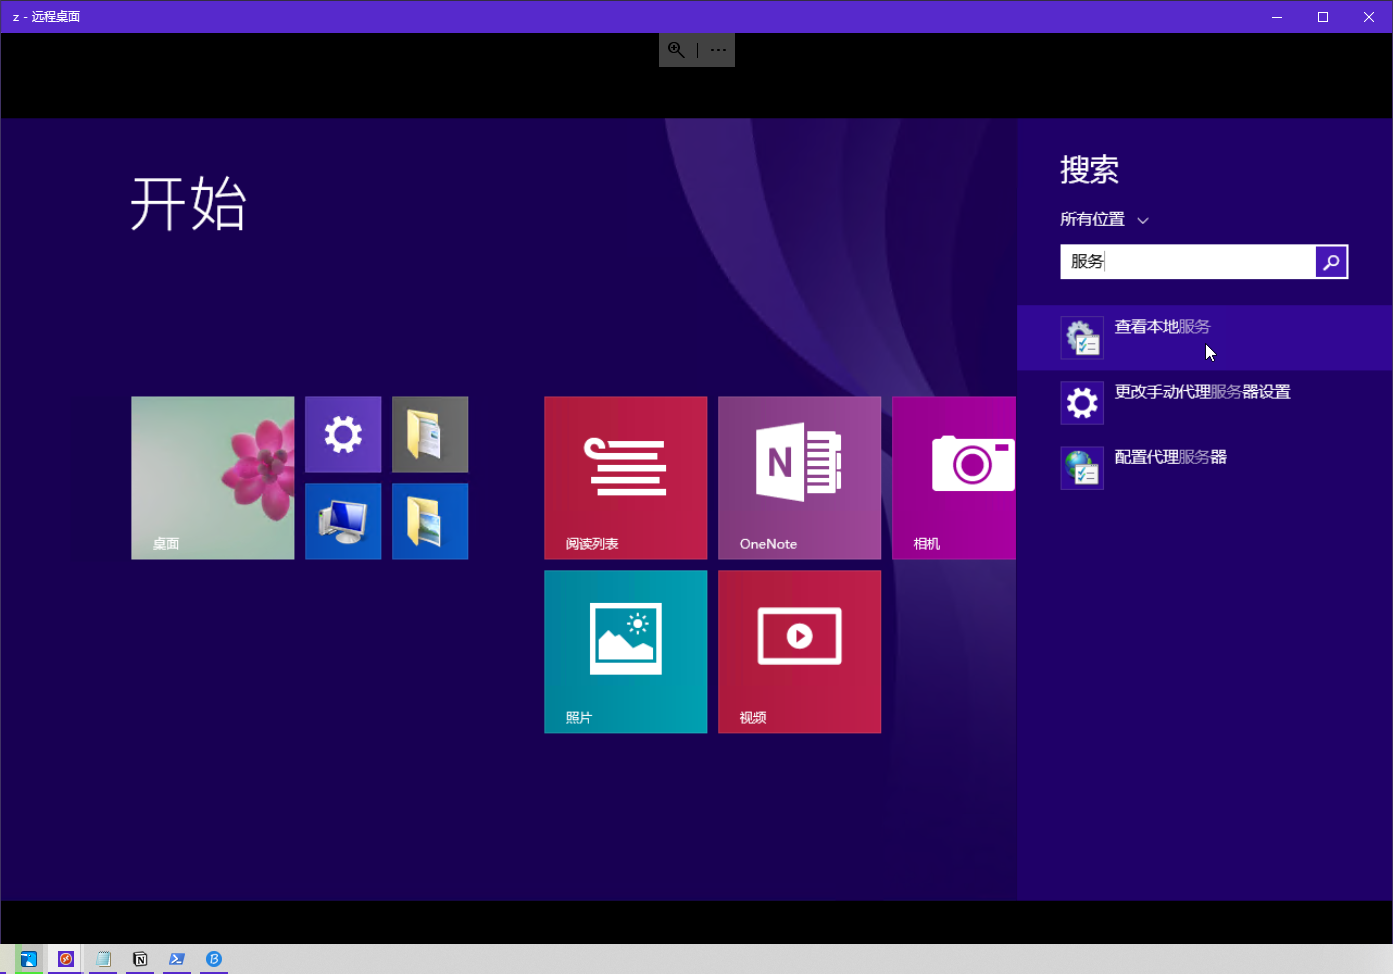 z - 远程桌面
开始
搜索
所有位置
服务
查看本地服务
更改手动代理服务器设置
配置代理服务器
桌面
阅读列表
OneNote
相机
照片
视频